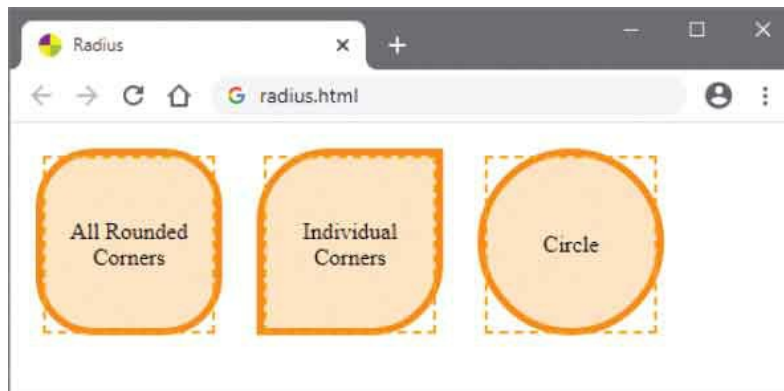 Radius
radius.html
All Rounded
Corners
Individual
Corners
Circle